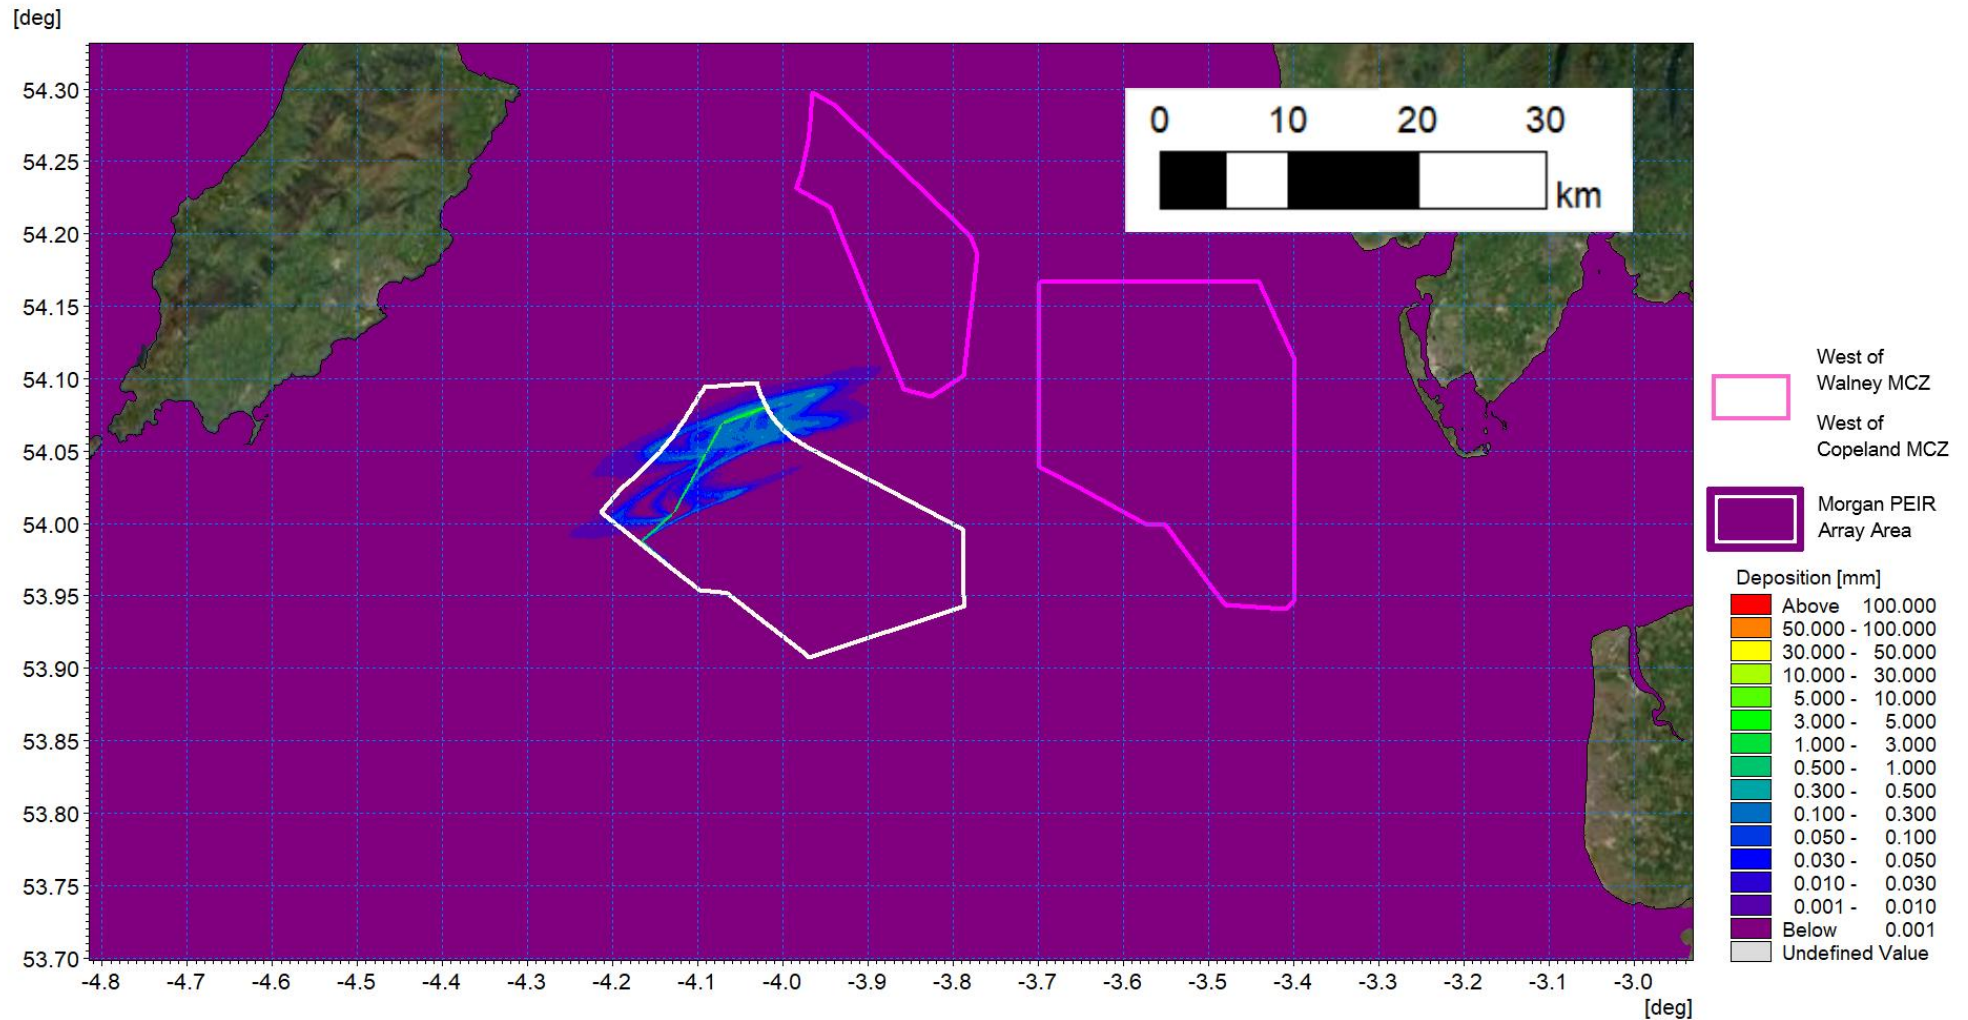 [deg]
54.30
54.25
54.20
54.15
54.10
54.05
54.00
53.95
53.90
53.85
53.80
53.75
53.70
-4.8 -4.7 -4.6 -4.5 -4.4 -4.3 -4.2 -4.1 -4.0 -3.9 -3.8 -3.7 -3.6 -3.5 -3.4 -3.3 -3.2 -3.1 -3.0
[deg]
0 10 20 30
km
West of
Walney MCZ
West of
Copeland MCZ
Morgan PEIR
Array Area
Deposition [mm]
Above 100.000
50.000 - 100.000
30.000 - 50.000
10.000 - 30.000
5.000 - 10.000
3.000 - 5.000
1.000 - 3.000
0.500 - 1.000
0.300 - 0.500
0.100 - 0.300
0.050 - 0.100
0.030 - 0.050
0.010 - 0.030
0.001 - 0.010
Below 0.001
Undefined Value